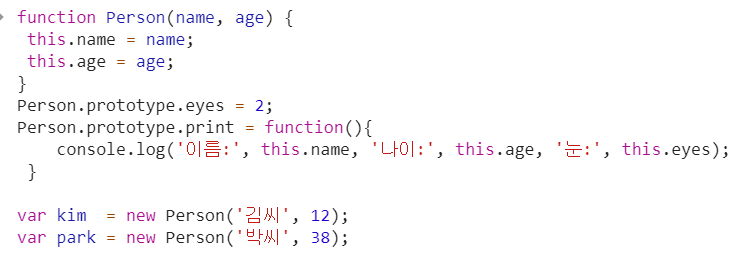 function Person(name, age) {
this.name = name;
this.age = age;
}
Person.prototype.eyes = 2;
Person.prototype.print = function(){
console.log('이름:', this.name, '나이:', this.age, '눈:', this.eyes);
}
var kim  = new Person('김씨', 12);
var park = new Person('박씨', 38);